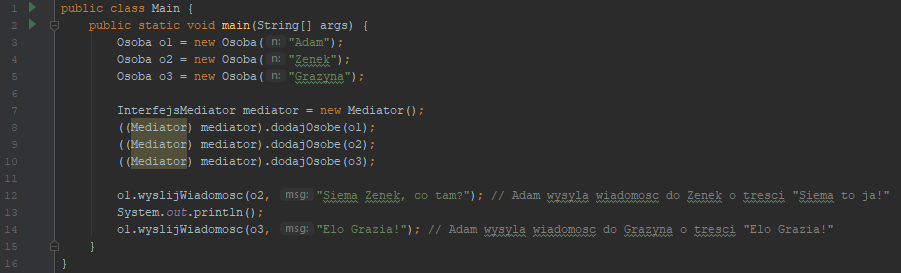 1 public class Main {
2 public static void main(String[] args) {
3 Osoba o1 = new Osoba( n: "Adam");
4 Osoba o2 = new Osoba( n: "Zenek");
5 Osoba o3 = new Osoba( n: "Grazyna");
6
7 InterfejsMediator mediator = new Mediator();
8 ((Mediator) mediator).dodajOsobe(o1);
9 ((Mediator) mediator).dodajOsobe(o2);
10 ((Mediator) mediator).dodajOsobe(o3);
11
12 o1.wyslijWiadomosc(o2, msg: "Siema Zenek, co tam?"); // Adam wysyla wiadomosc do Zenek o tresci "Siema to ja!"
13 System.out.println();
14 o1.wyslijWiadomosc(o3, msg: "Elo Grazia!"); // Adam wysyla wiadomosc do Grazyna o tresci "Elo Grazia!"
15 }
16 }